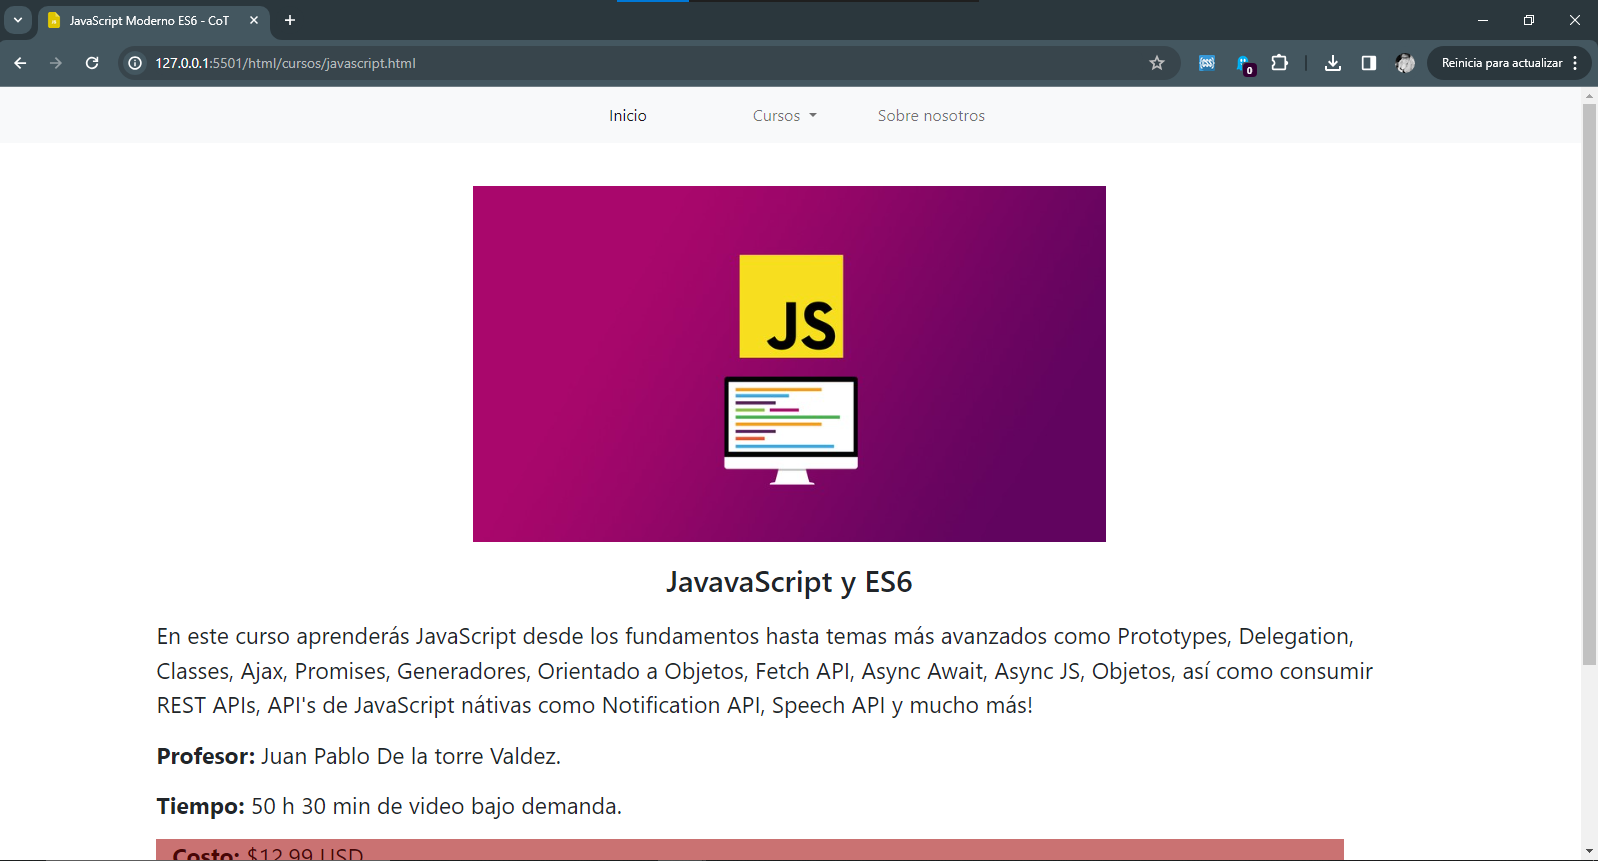 JavaScript Moderno ES6 - CoT
127.0.0.1:5501/html/cursos/javascript.html
0
Reinicia para actualizar
Inicio Cursos Sobre nosotros
JS
JavavaScript y ES6
En este curso aprenderás JavaScript desde los fundamentos hasta temas más avanzados como Prototypes, Delegation,
Classes, Ajax, Promises, Generadores, Orientado a Objetos, Fetch API, Async Await, Async JS, Objetos, así como consumir
REST APIs, API's de JavaScript nátivas como Notification API, Speech API y mucho más!
Profesor: Juan Pablo De la torre Valdez.
Tiempo: 50 h 30 min de video bajo demanda.
Costo: $12.99 USD